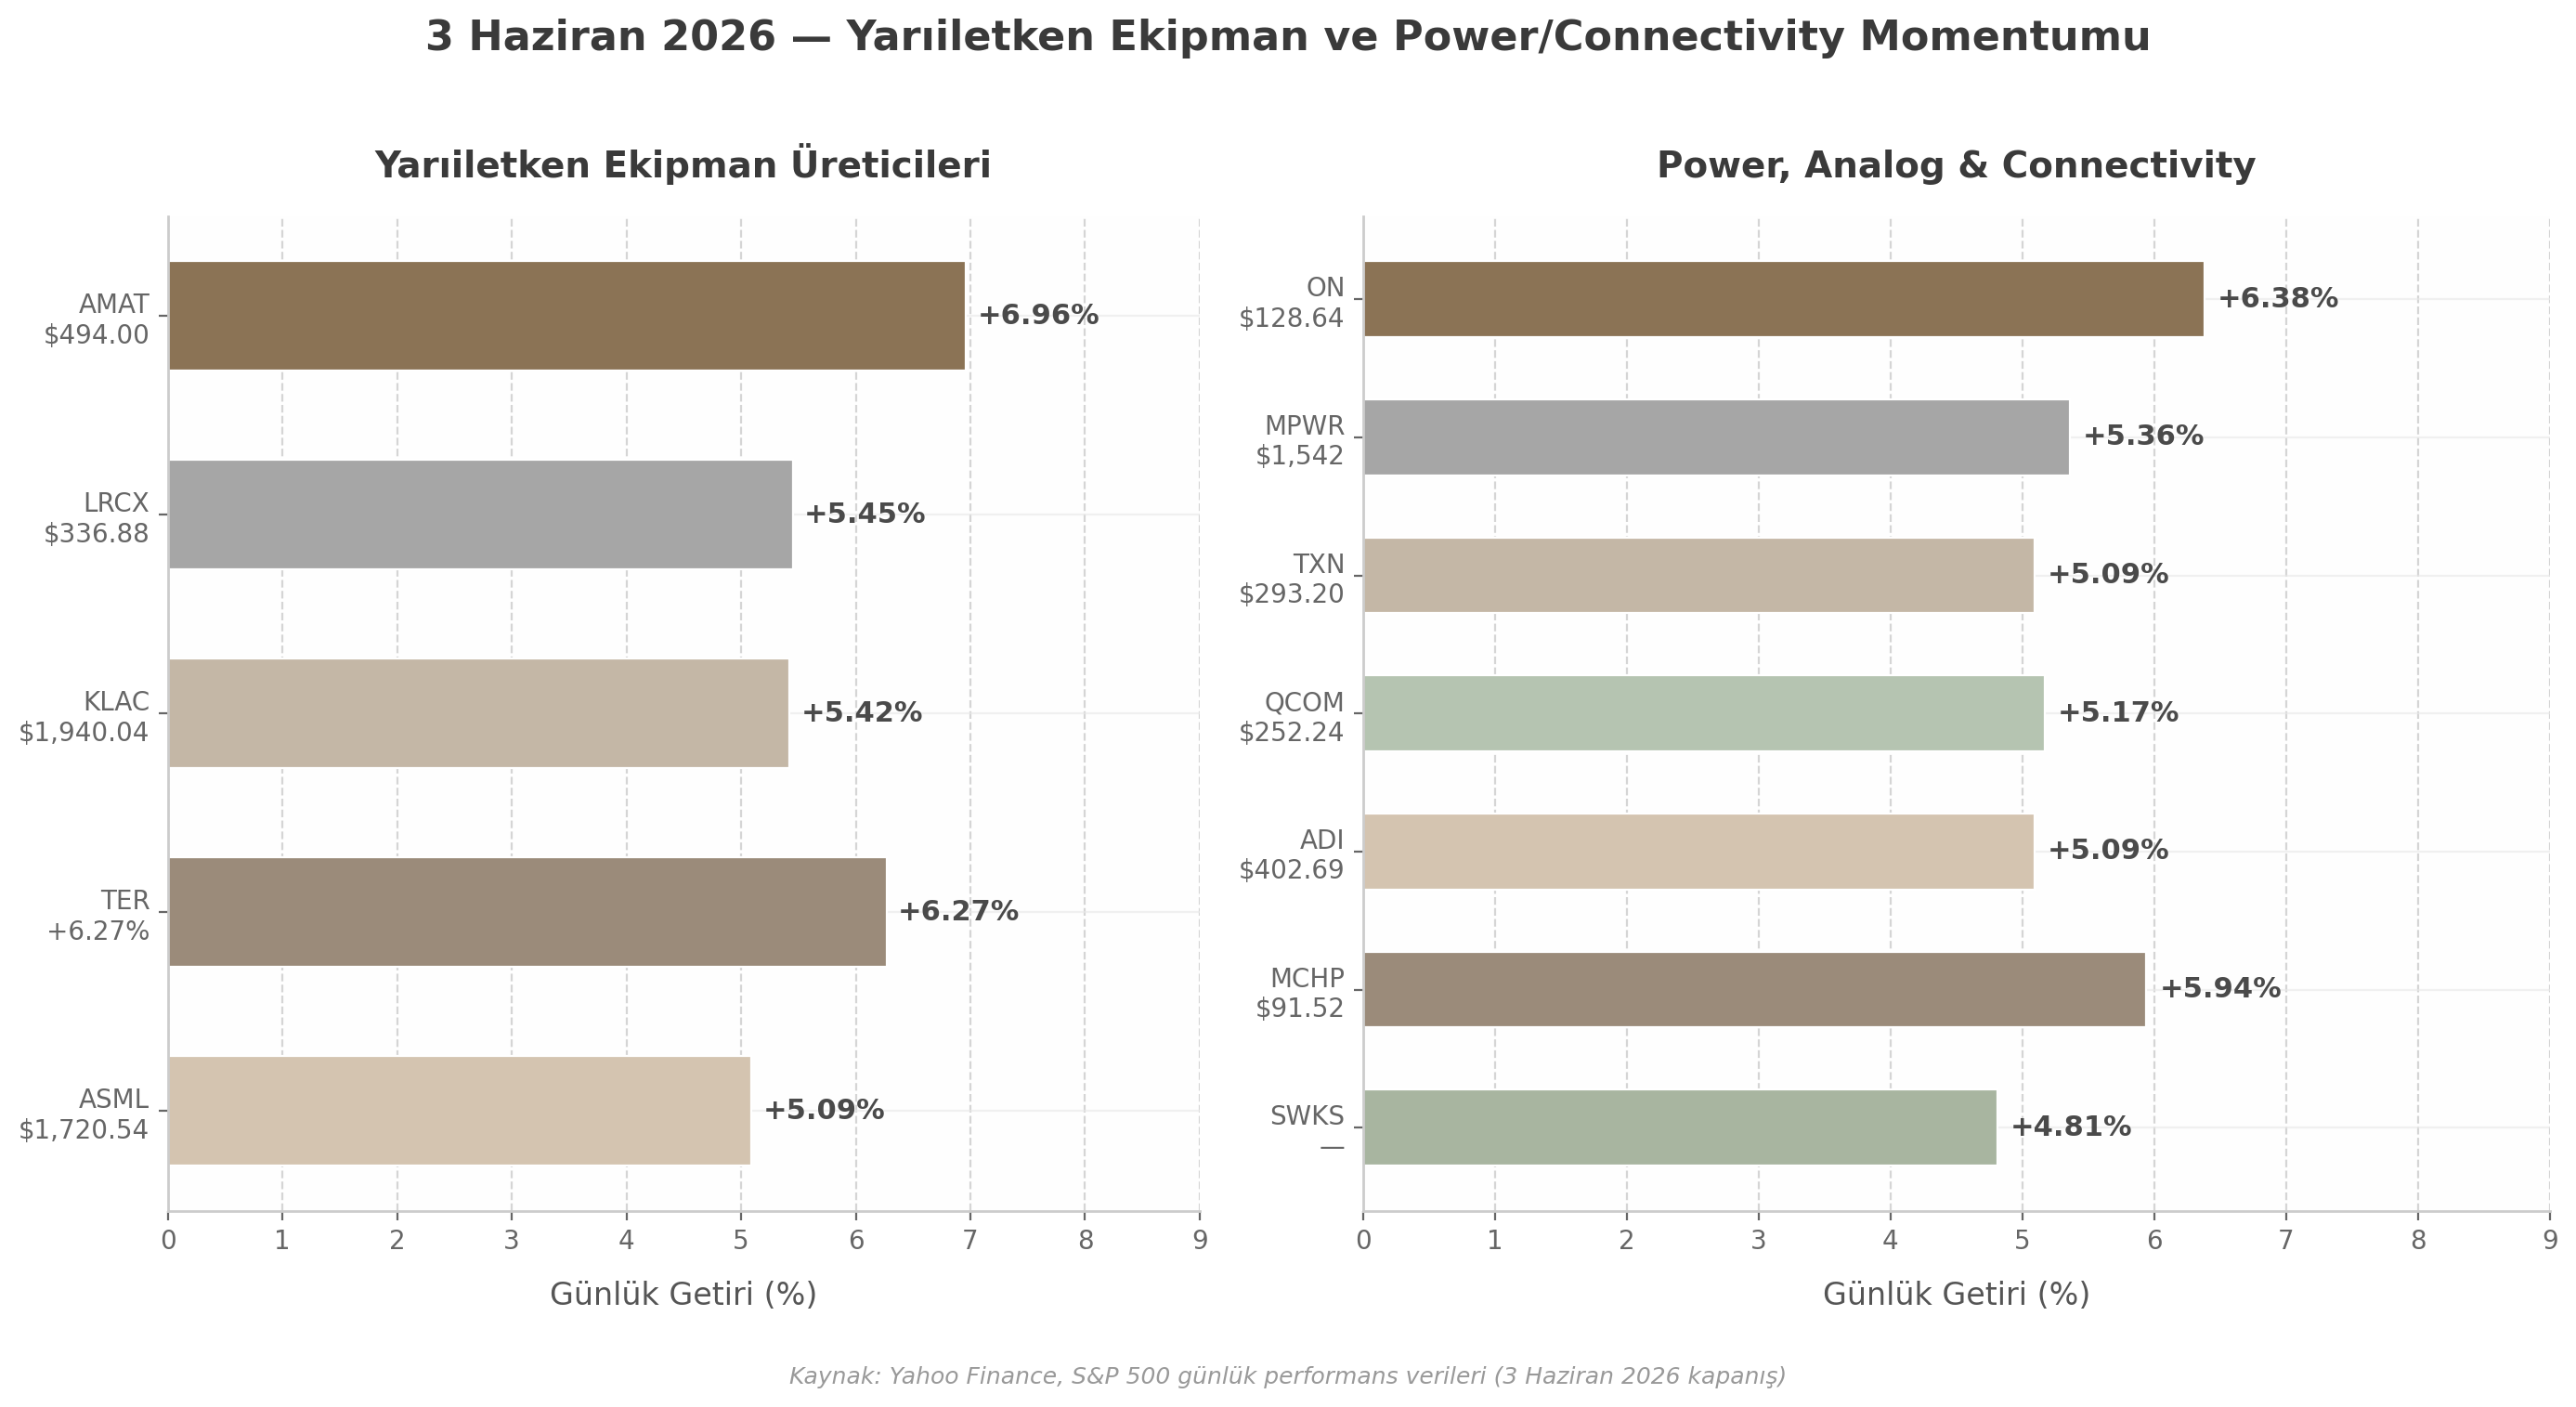 3 Haziran 2026 — Yarıiletken Ekipman ve Power/Connectivity Momentumu
Yarıiletken Ekipman Üreticileri
AMAT
$494.00
+6.96%
LRCX
$336.88
+5.45%
KLAC
$1,940.04
+5.42%
TER
+6.27%
+6.27%
ASML
$1,720.54
+5.09%
0 1 2 3 4 5 6 7 8 9
Günlük Getiri (%)
Power, Analog & Connectivity
ON
$128.64
+6.38%
MPWR
$1,542
+5.36%
TXN
$293.20
+5.09%
QCOM
$252.24
+5.17%
ADI
$402.69
+5.09%
MCHP
$91.52
+5.94%
SWKS
—
+4.81%
0 1 2 3 4 5 6 7 8 9
Günlük Getiri (%)
Kaynak: Yahoo Finance, S&P 500 günlük performans verileri (3 Haziran 2026 kapanış)